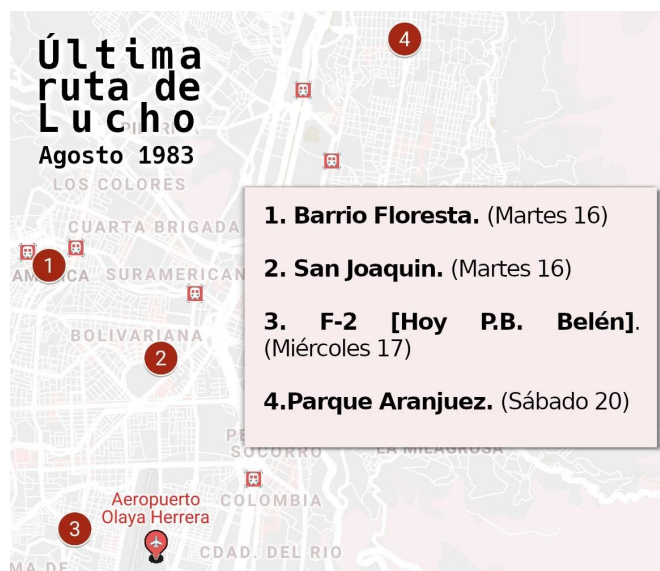 Última
ruta de
Lucho
Agosto 1983
4
LOS COLORES
CUARTA BRIGADA
1
SURAMERICAN
BOLIVARIANA
2
1. Barrio Floresta. (Martes 16)
2. San Joaquin. (Martes 16)
3. F-2 [Hoy P.B. Belén].
(Miércoles 17)
4.Parque Aranjuez. (Sábado 20)
SOCORRO
LA MILAGROSA
Aeropuerto
Olaya Herrera
COLOMBIA
3
CDAD. DEL RIO